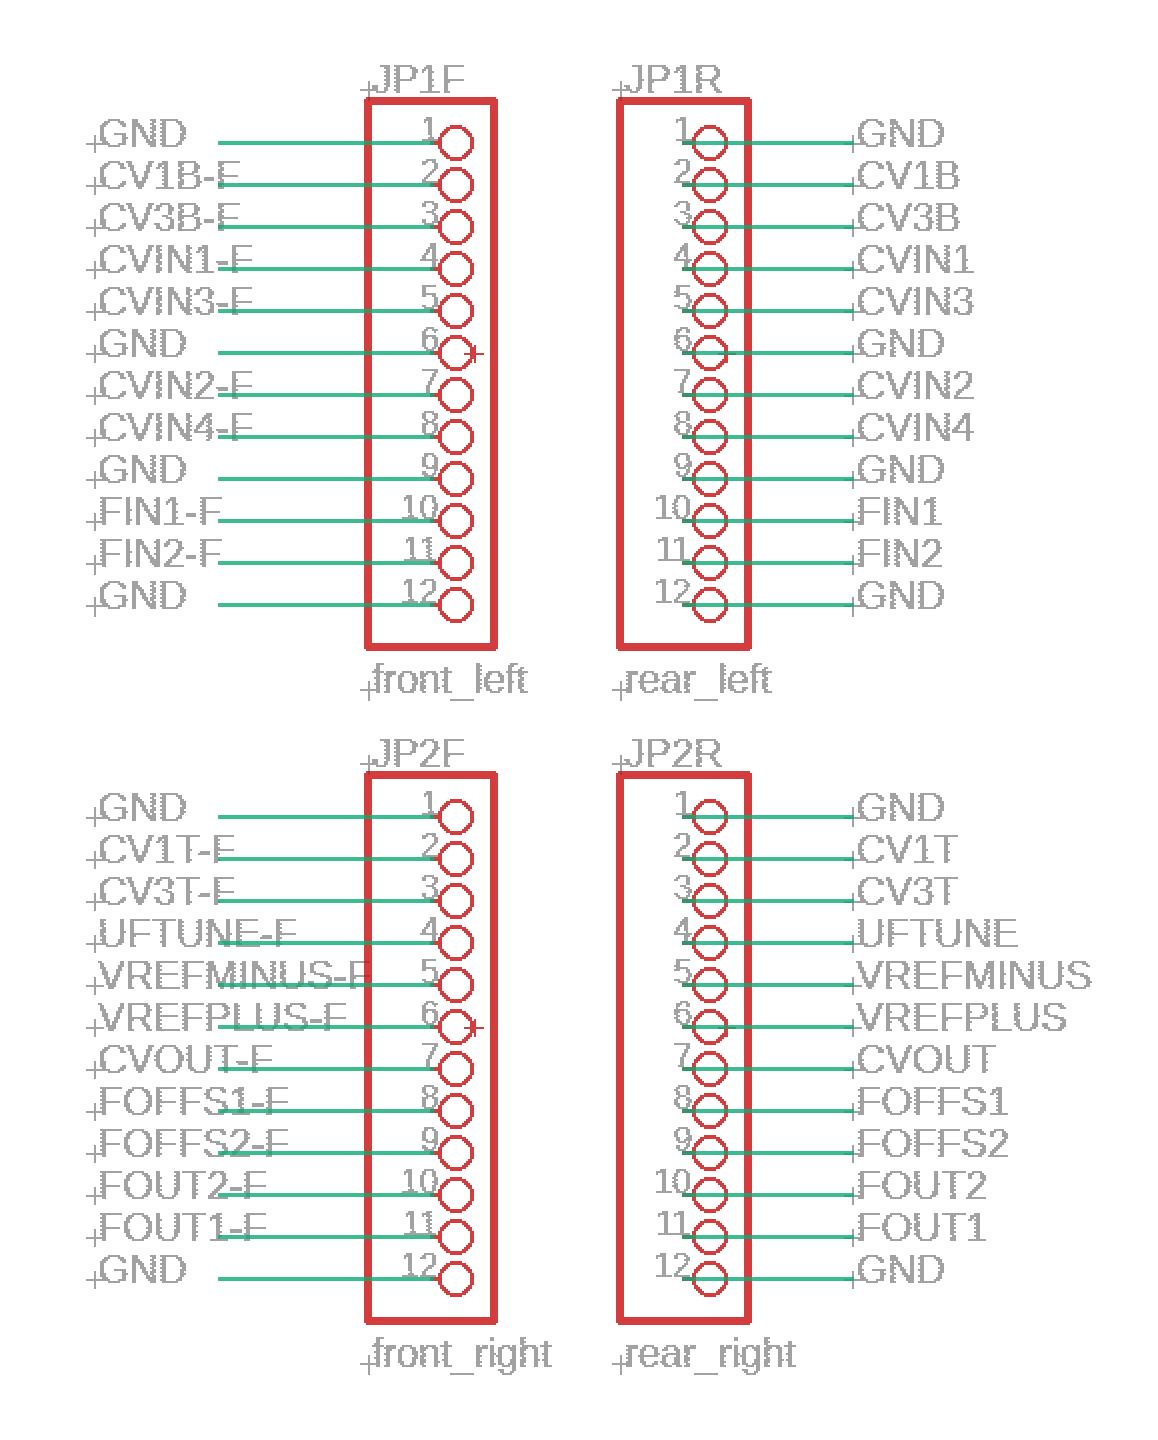 JP1F
GND 1
CV1B-F 2
CV3B-F 3
CVIN1-F 4
CVIN3-F 5
GND 6
CVIN2-F 7
CVIN4-F 8
GND 9
FIN1-F 10
FIN2-F 11
GND 12
front_left
JP1R
1 GND
2 CV1B
3 CV3B
4 CVIN1
5 CVIN3
6 GND
7 CVIN2
8 CVIN4
9 GND
10 FIN1
11 FIN2
12 GND
rear_left
JP2F
GND 1
CV1T-F 2
CV3T-F 3
UFTUNE-F 4
VREFMINUS-F 5
VREFPLUS-F 6
CVOUT-F 7
FOFFS1-F 8
FOFFS2-F 9
FOUT2-F 10
FOUT1-F 11
GND 12
front_right
JP2R
1 GND
2 CV1T
3 CV3T
4 UFTUNE
5 VREFMINUS
6 VREFPLUS
7 CVOUT
8 FOFFS1
9 FOFFS2
10 FOUT2
11 FOUT1
12 GND
rear_right